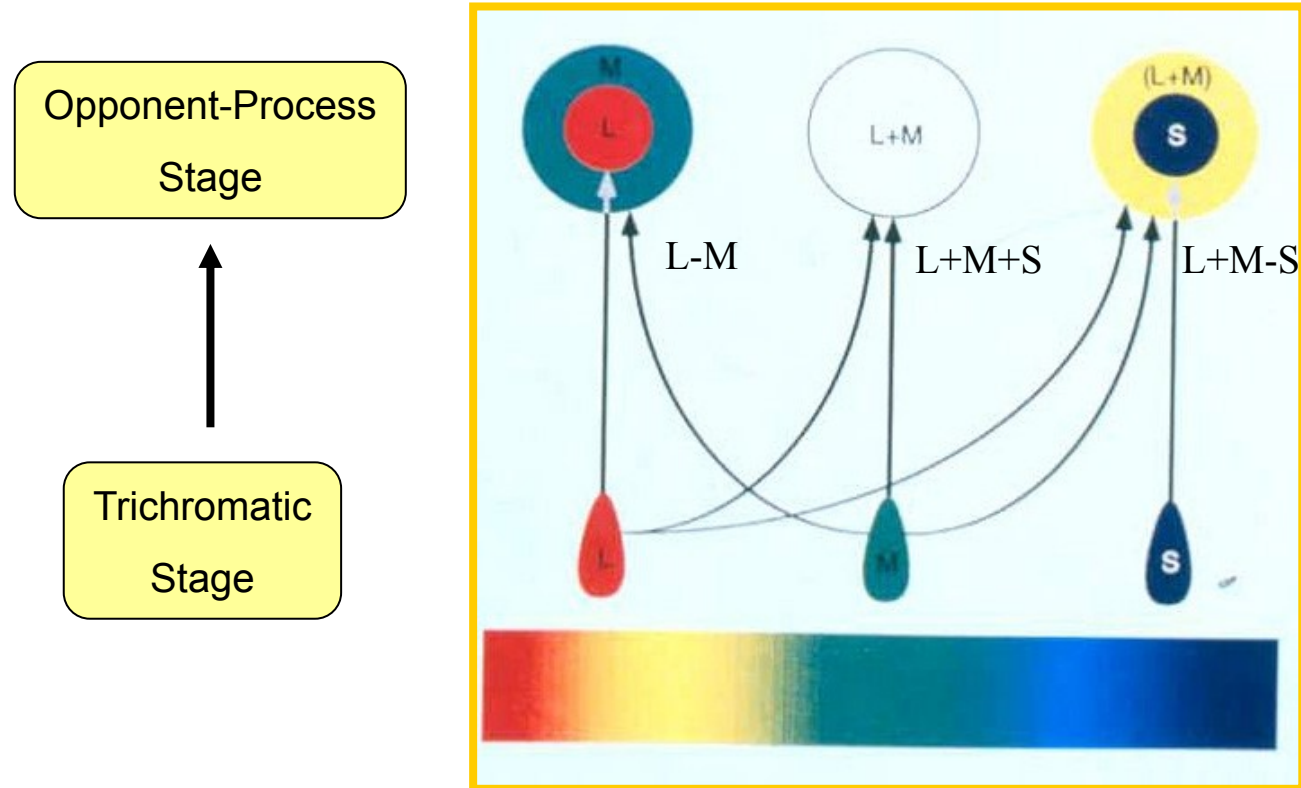 Opponent-Process
Stage
Trichromatic
Stage
M
L
L+M
(L+M)
S
L-M
L+M+S
L+M-S
L
M
S